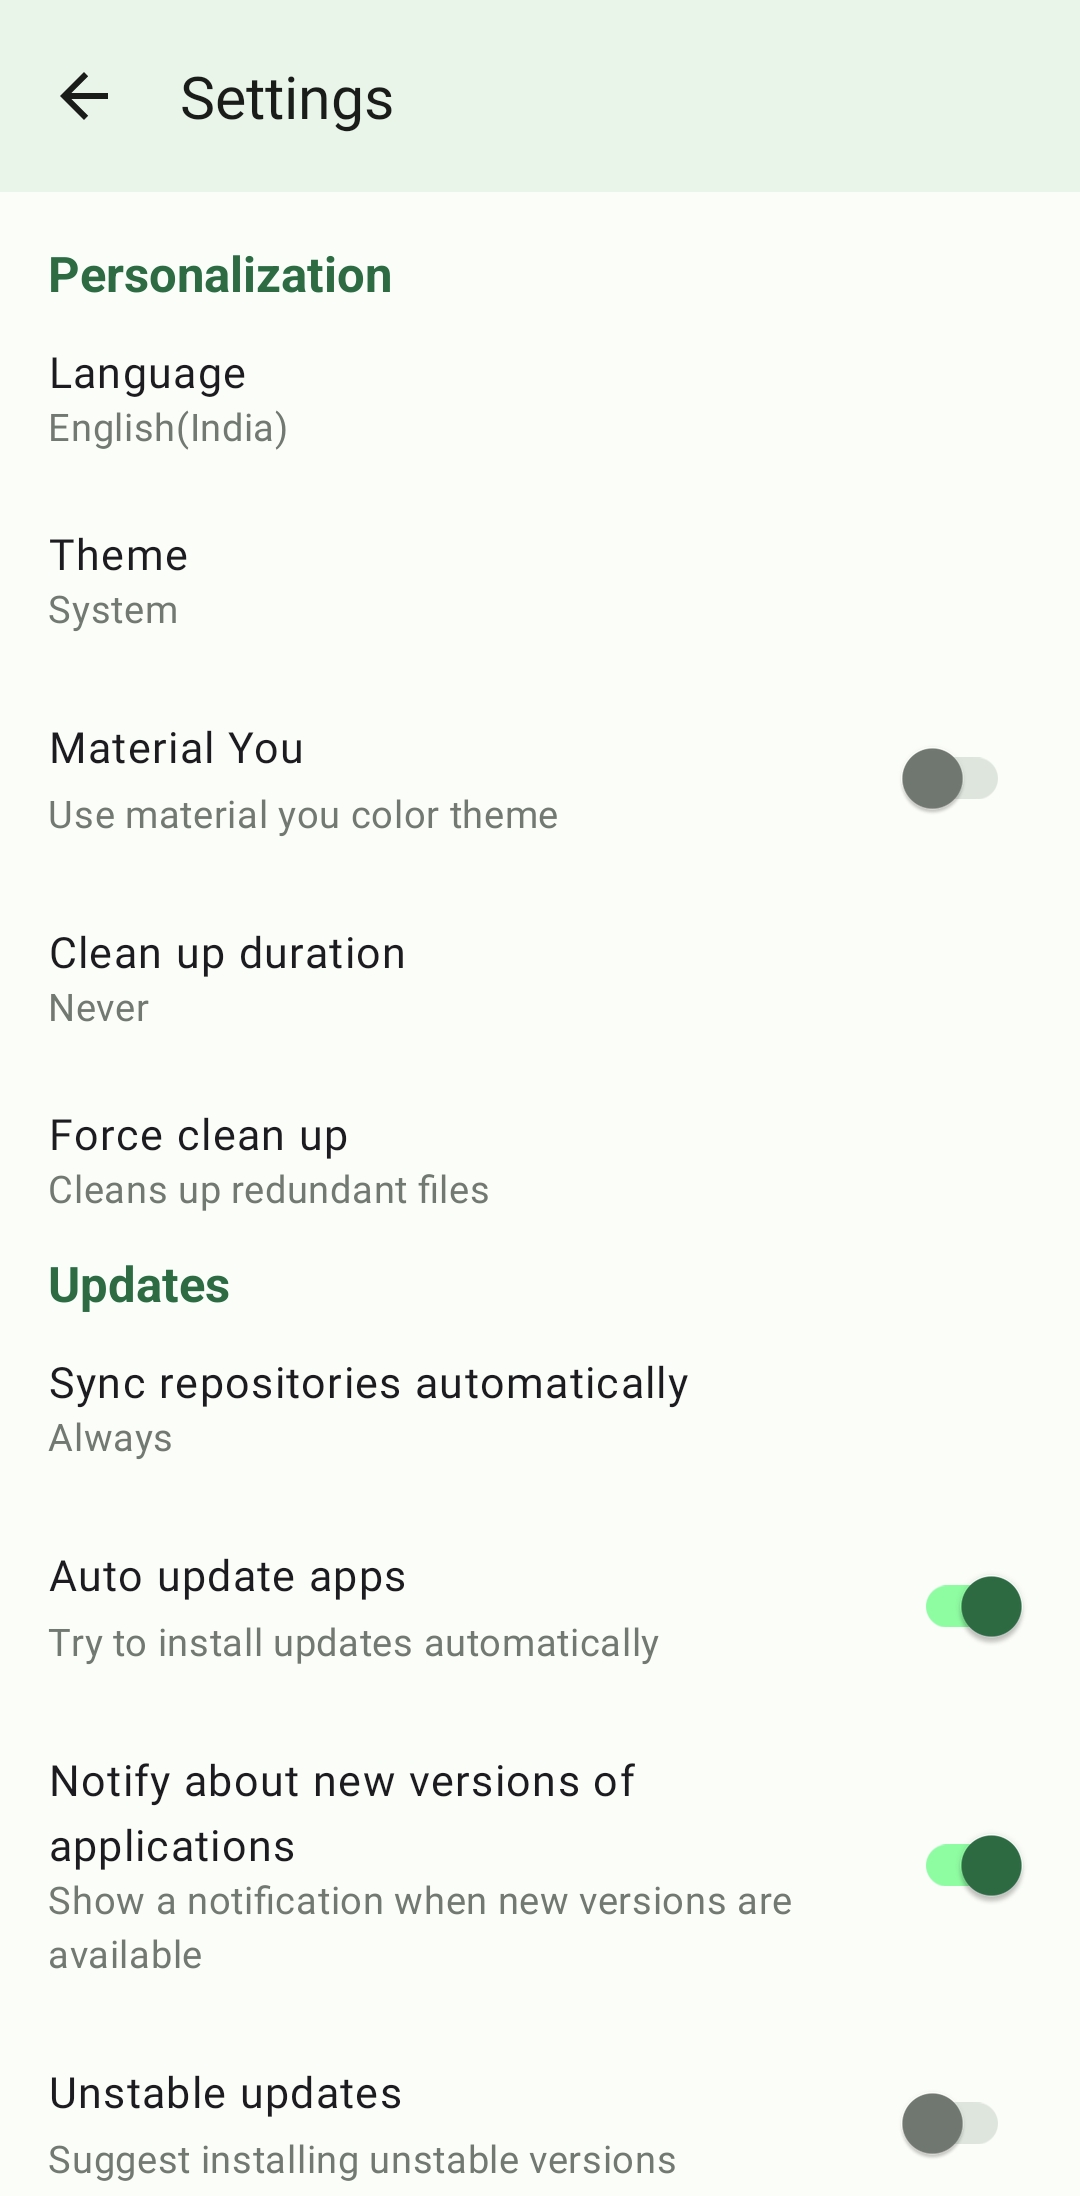 Settings
Personalization
Language
English(India)
Theme
System
Material You
Use material you color theme
Clean up duration
Never
Force clean up
Cleans up redundant files
Updates
Sync repositories automatically
Always
Auto update apps
Try to install updates automatically
Notify about new versions of
applications
Show a notification when new versions are
available
Unstable updates
Suggest installing unstable versions